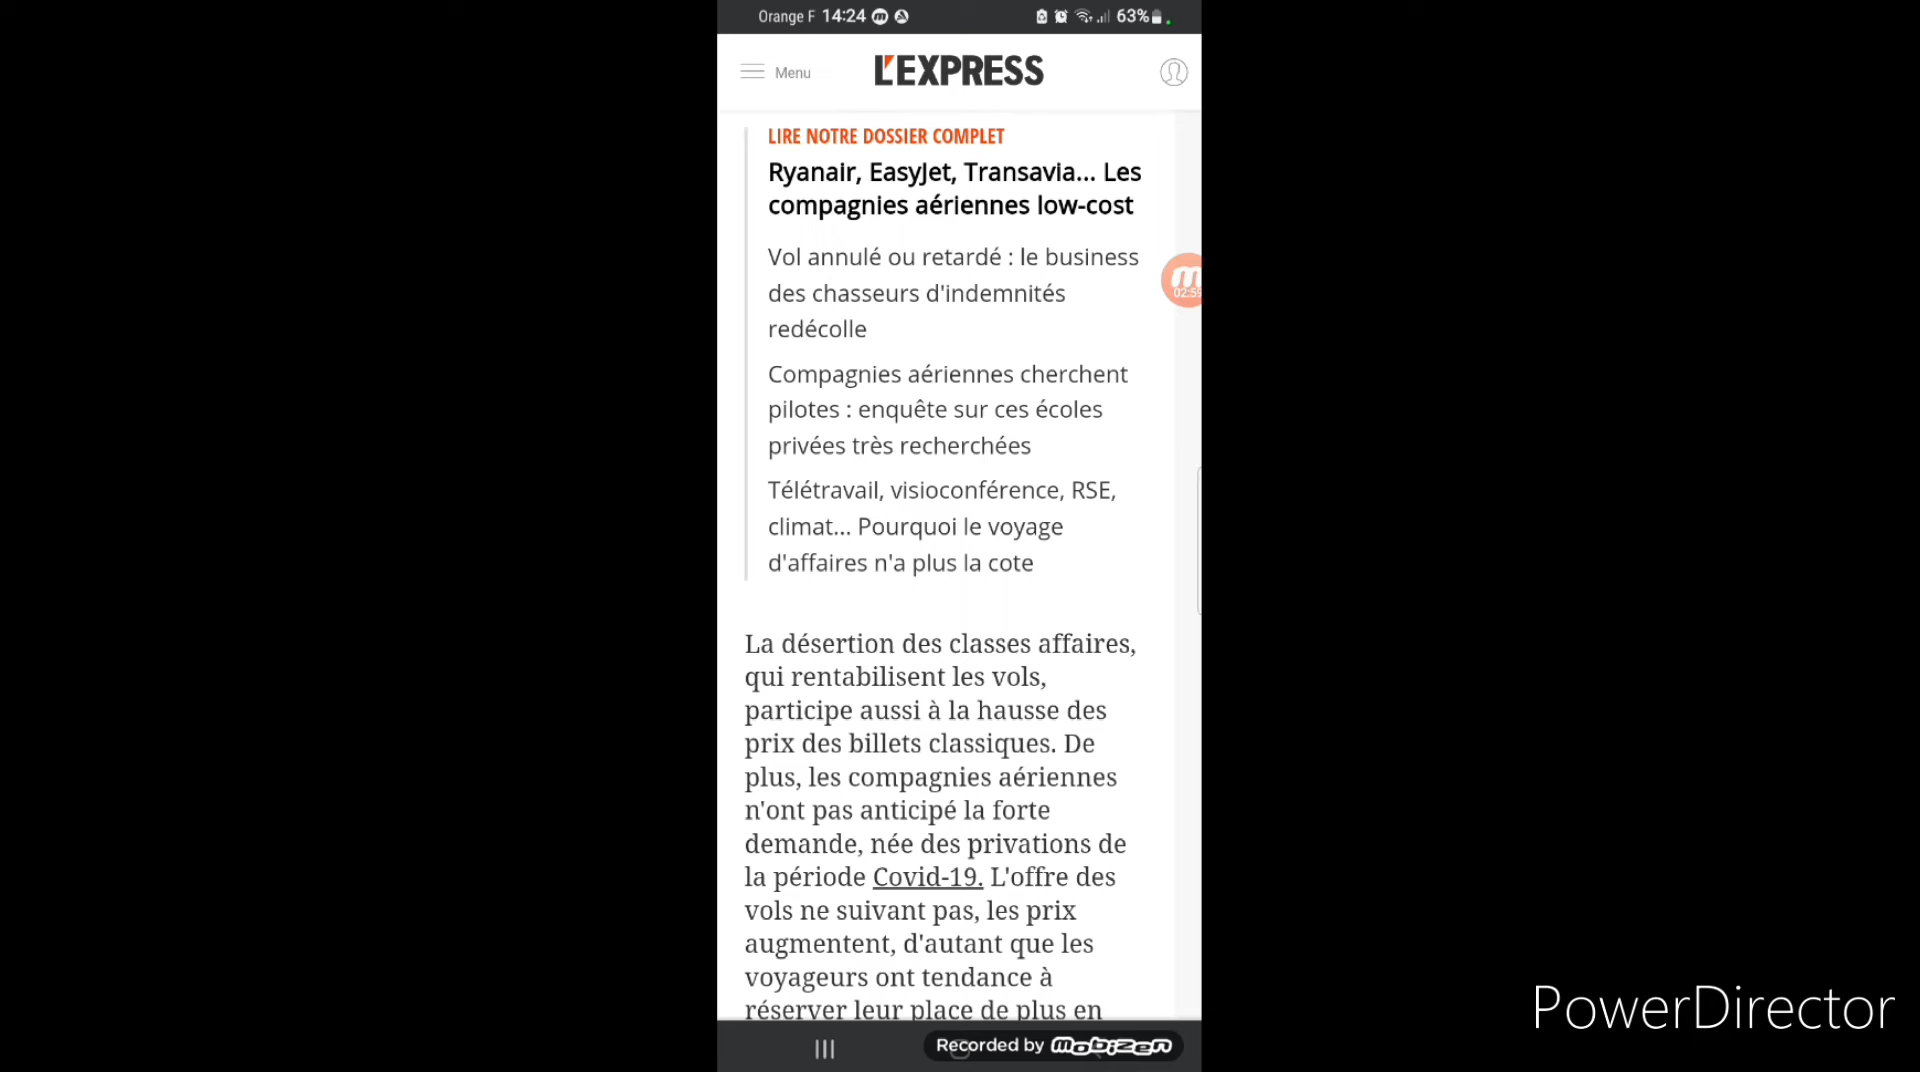 Orange F 14:24
63%
Menu
L'EXPRESS
LIRE NOTRE DOSSIER COMPLET
Ryanair, EasyJet, Transavia... Les
compagnies aériennes low-cost
Vol annulé ou retardé : le business
des chasseurs d'indemnités
redécolle
02:59
Compagnies aériennes cherchent
pilotes : enquête sur ces écoles
privées très recherchées
Télétravail, visioconférence, RSE,
climat... Pourquoi le voyage
d'affaires n'a plus la cote
La désertion des classes affaires,
qui rentabilisent les vols,
participe aussi à la hausse des
prix des billets classiques. De
plus, les compagnies aériennes
n'ont pas anticipé la forte
demande, née des privations de
la période Covid-19. L'offre des
vols ne suivant pas, les prix
augmentent, d'autant que les
voyageurs ont tendance à
réserver leur place de plus en
Recorded by mobizen
PowerDirector